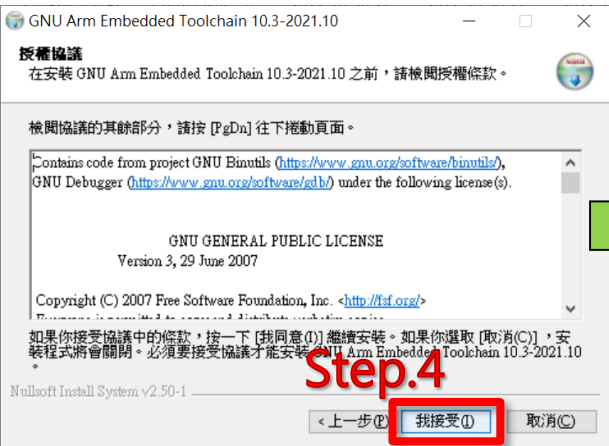 GNU Arm Embedded Toolchain 10.3-2021.10
授權協議
在安裝 GNU Arm Embedded Toolchain 10.3-2021.10 之前，請檢閱授權條款。
檢閱協議的其餘部分，請按 [PgDn] 往下捲動頁面。
Contains code from project GNU Binutils (https://www.gnu.org/software/binutils/),
GNU Debugger (https://www.gnu.org/software/gdb/) under the following license(s).
GNU GENERAL PUBLIC LICENSE
Version 3, 29 June 2007
Copyright (C) 2007 Free Software Foundation, Inc. <http://fsf.org/>
如果你接受協議中的條款，按一下 [我同意(I)] 繼續安裝。如果你選取 [取消(C)] ，安
裝程式將會關閉。必須要接受協議才能安裝 GNU Arm Embedded Toolchain 10.3-2021.10
。
Step.4
Nullsoft Install System v2.50-1
<上一步(P) 我接受(I) 取消(C)